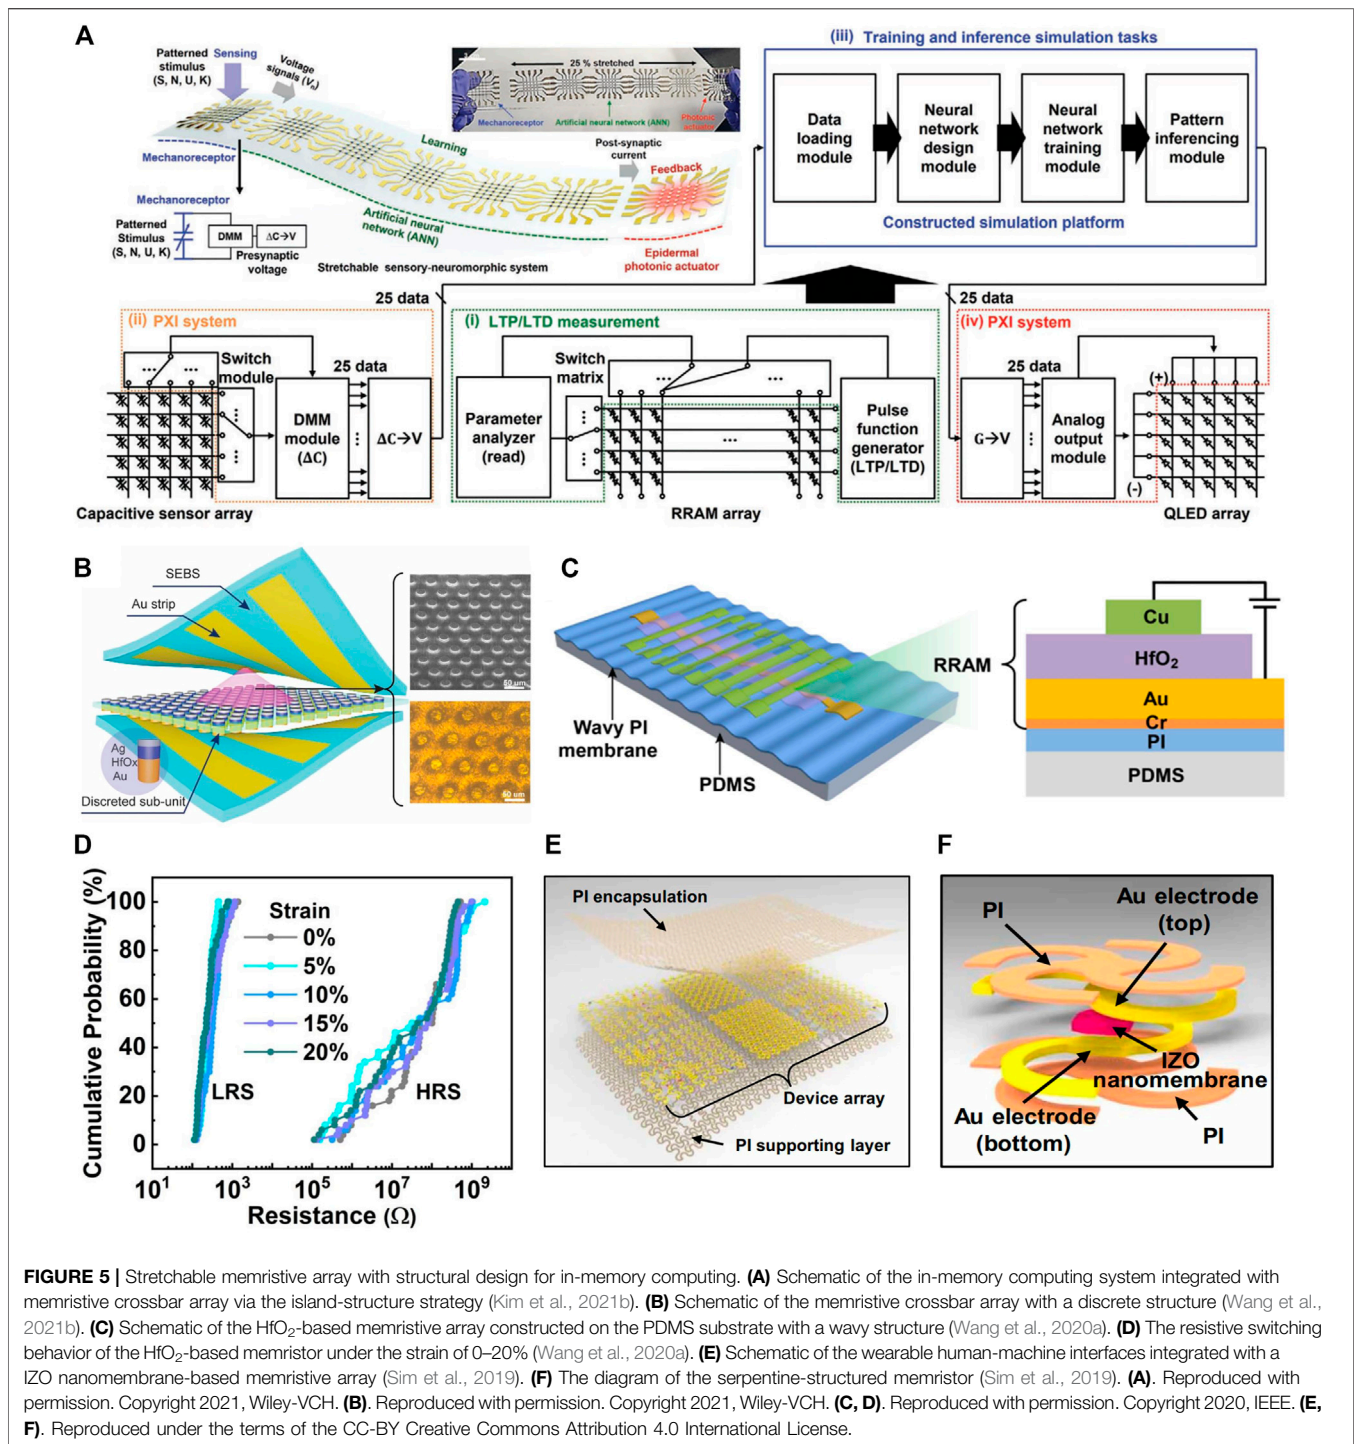 A
Patterned
stimulus
(S, N, U, K)
Sensing
Voltage
signals (Vn)
25 % stretched
Mechanoreceptor
Artificial neural network (ANN)
Photonic
actuator
Learning
Post-synaptic
current
Feedback
Mechanoreceptor
Mechanoreceptor
Patterned
Stimulus
(S, N, U, K)
DMM
ΔC→V
Presynaptic
voltage
Artificial neural
network (ANN)
Stretchable sensory-neuromorphic system
Epidermal
photonic actuator
(iii) Training and inference simulation tasks
Data
loading
module
Neural
network
design
module
Neural
network
training
module
Pattern
inferencing
module
Constructed simulation platform
25 data
25 data
(ii) PXI system
Switch
module
25 data
DMM
module
(ΔC)
ΔC→V
Capacitive sensor array
(i) LTP/LTD measurement
Switch
matrix
Parameter
analyzer
(read)
Pulse
function
generator
(LTP/LTD)
RRAM array
(iv) PXI system
25 data
G→V
Analog
output
module
(+)
(-)
QLED array
B
SEBS
Au strip
Ag
HfOx
Au
Discreted sub-unit
50 um
50 um
C
Wavy PI
membrane
PDMS
RRAM
Cu
HfO₂
Au
Cr
PI
PDMS
D
Cumulative Probability (%)
100
80
60
40
20
0
Strain
0%
5%
10%
15%
20%
LRS
HRS
10¹ 10³ 10⁵ 10⁷ 10⁹
Resistance (Ω)
E
PI encapsulation
Device array
PI supporting layer
F
PI
Au electrode
(top)
IZO
nanomembrane
Au electrode
(bottom)
PI
FIGURE 5 | Stretchable memristive array with structural design for in-memory computing. (A) Schematic of the in-memory computing system integrated with
memristive crossbar array via the island-structure strategy (Kim et al., 2021b). (B) Schematic of the memristive crossbar array with a discrete structure (Wang et al.,
2021b). (C) Schematic of the HfO₂-based memristive array constructed on the PDMS substrate with a wavy structure (Wang et al., 2020a). (D) The resistive switching
behavior of the HfO₂-based memristor under the strain of 0–20% (Wang et al., 2020a). (E) Schematic of the wearable human-machine interfaces integrated with a
IZO nanomembrane-based memristive array (Sim et al., 2019). (F) The diagram of the serpentine-structured memristor (Sim et al., 2019). (A). Reproduced with
permission. Copyright 2021, Wiley-VCH. (B). Reproduced with permission. Copyright 2021, Wiley-VCH. (C, D). Reproduced with permission. Copyright 2020, IEEE. (E,
F). Reproduced under the terms of the CC-BY Creative Commons Attribution 4.0 International License.